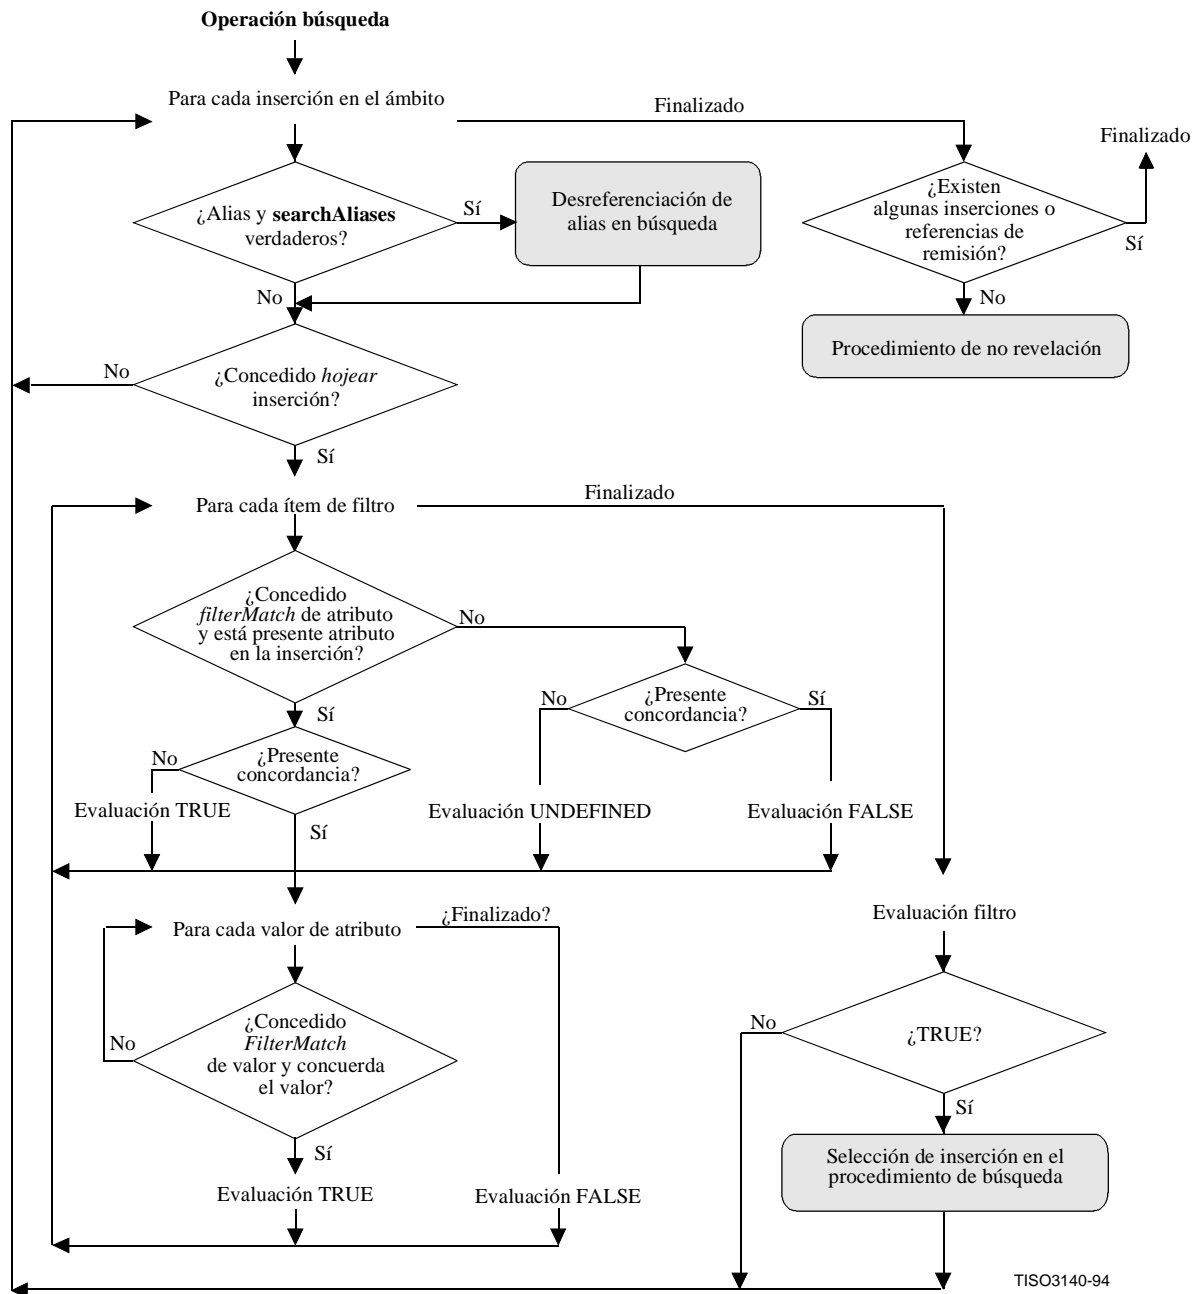 Operación búsqueda
Para cada inserción en el ámbito
Finalizado
Finalizado
¿Alias y searchAliases
verdaderos?
Sí
Desreferenciación de
alias en búsqueda
¿Existen
algunas inserciones o
referencias de
remisión?
Sí
No
No
Procedimiento de no revelación
No
¿Concedido hojear
inserción?
Sí
Para cada ítem de filtro
Finalizado
¿Concedido
filterMatch de atributo
y está presente atributo
en la inserción?
No
No
¿Presente
concordancia?
Sí
Sí
No
¿Presente
concordancia?
Evaluación TRUE
Evaluación UNDEFINED
Evaluación FALSE
Sí
Para cada valor de atributo
¿Finalizado?
Evaluación filtro
No
¿Concedido
FilterMatch
de valor y concuerda
el valor?
No
¿TRUE?
Sí
Sí
Selección de inserción en el
procedimiento de búsqueda
Evaluación TRUE
Evaluación FALSE
TISO3140-94